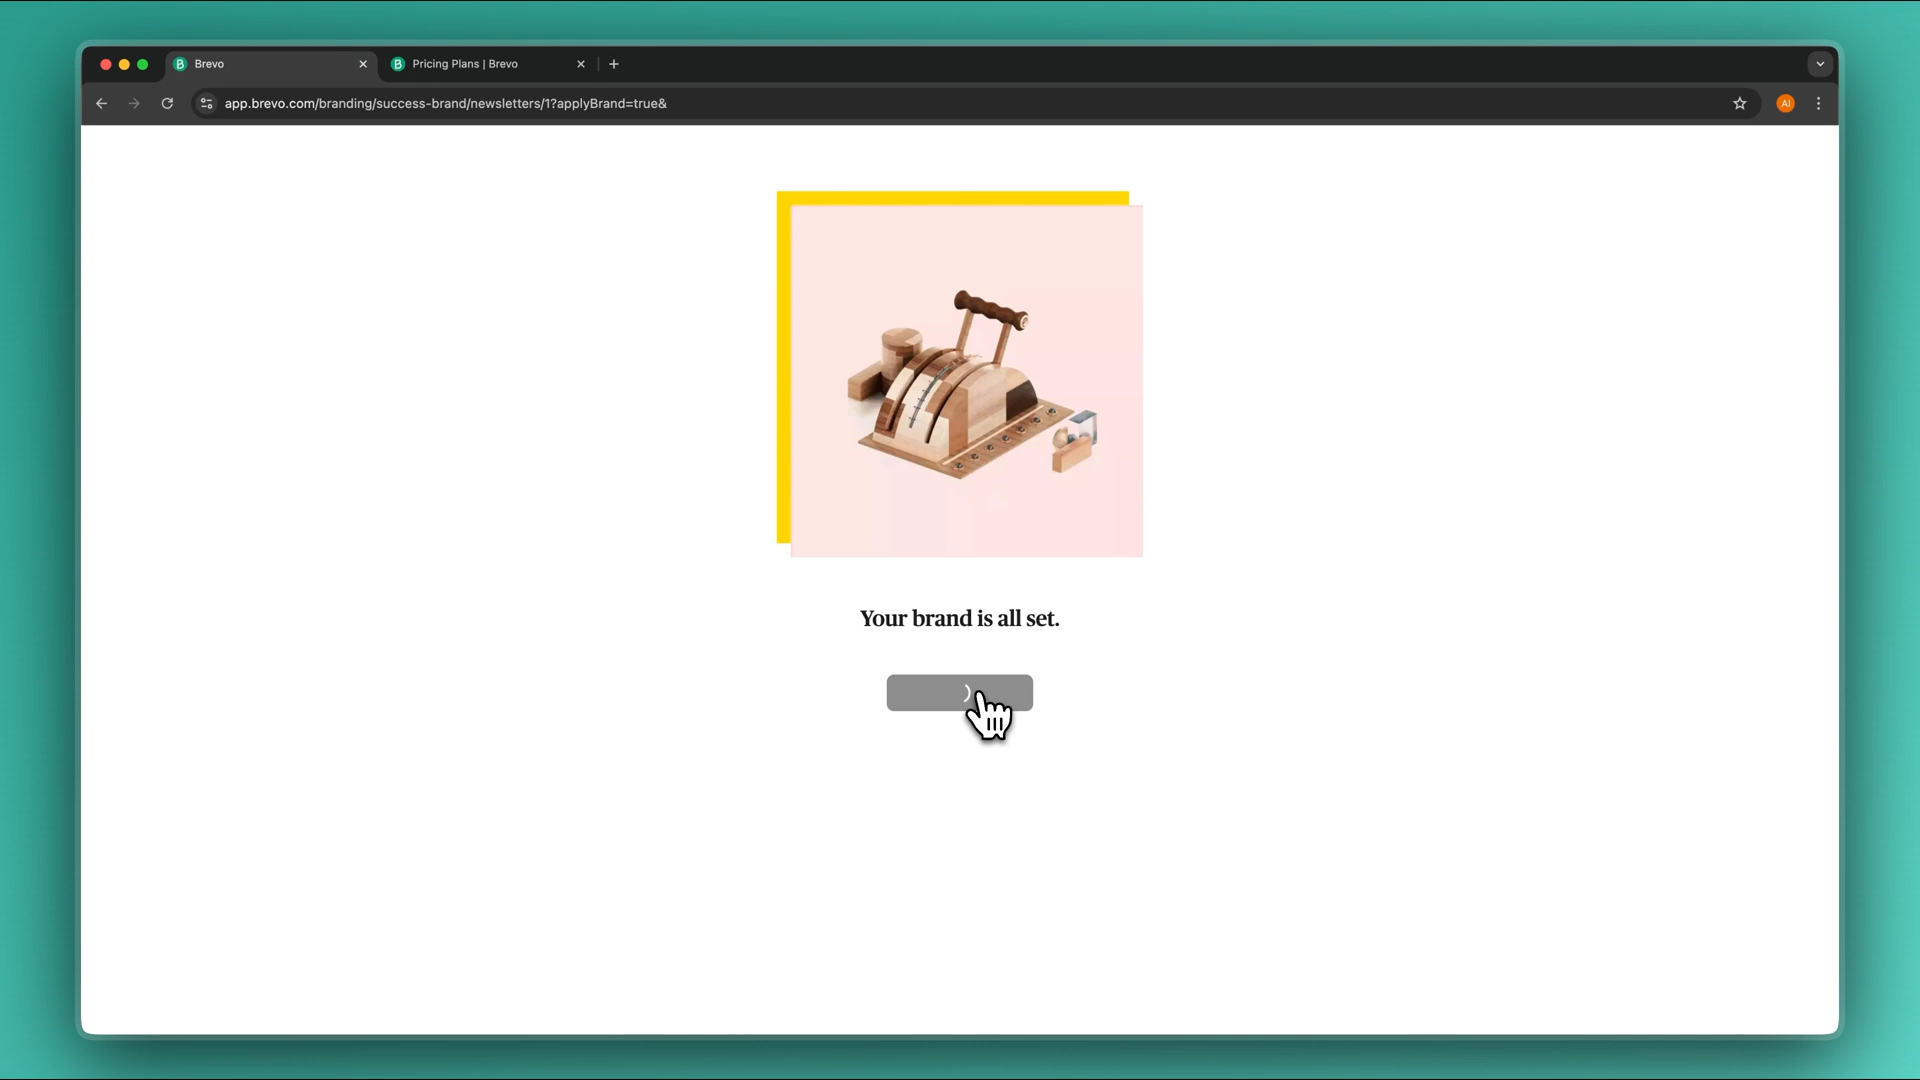 Brevo
Pricing Plans | Brevo
app.brevo.com/branding/success-brand/newsletters/1?applyBrand=true&
AI
Your brand is all set.